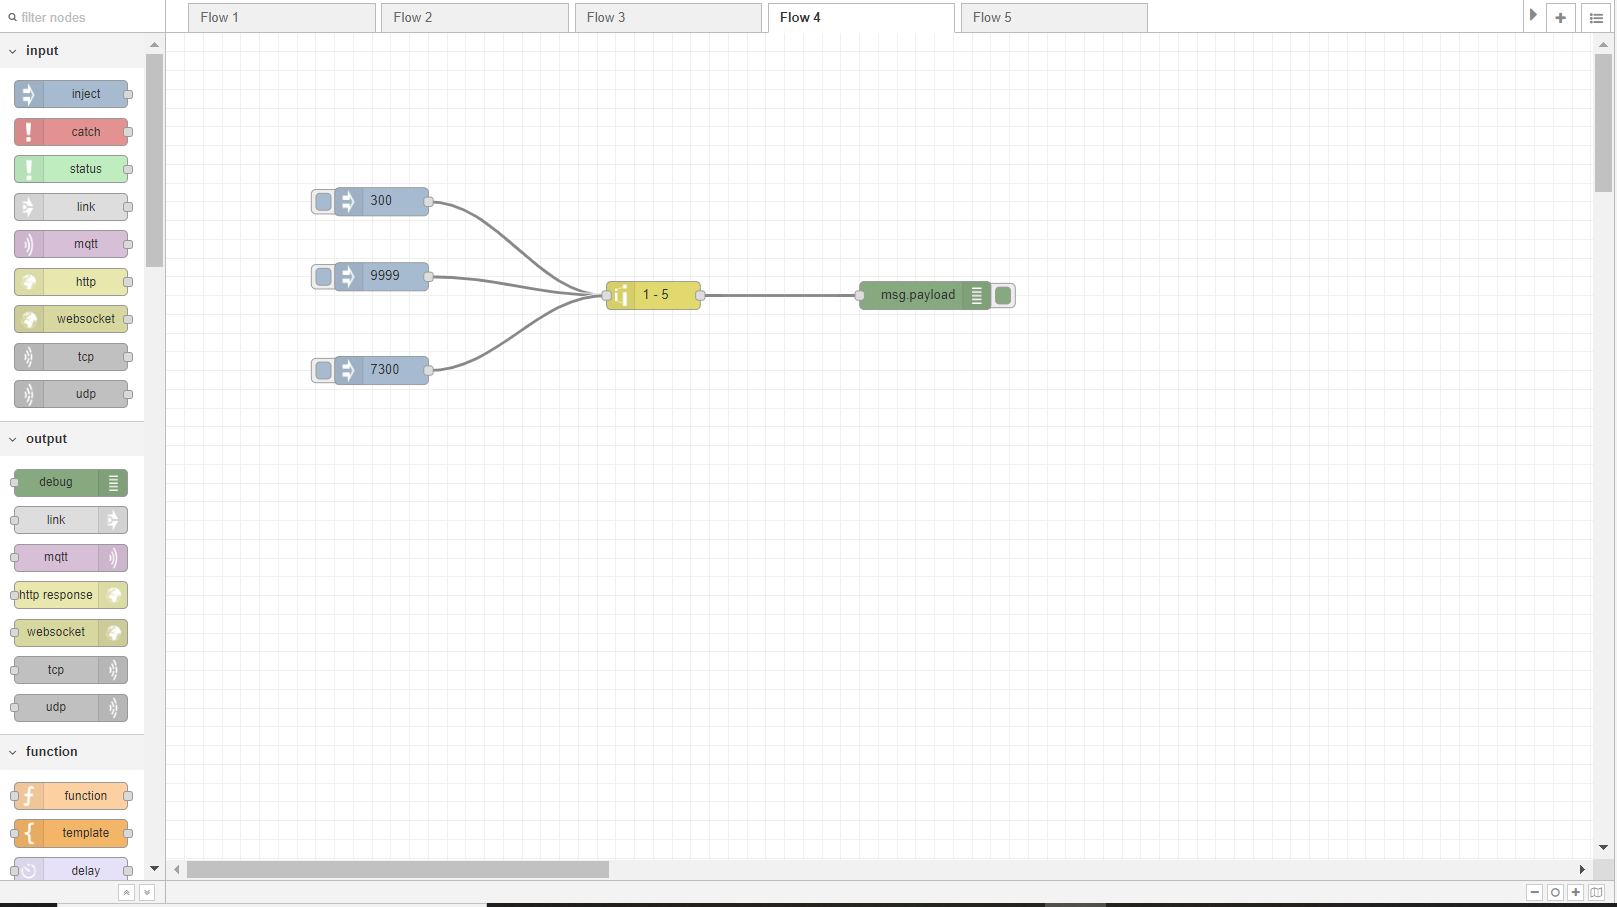 filter nodes
Flow 1
Flow 2
Flow 3
Flow 4
Flow 5
input
inject
catch
status
link
mqtt
http
websocket
tcp
udp
output
debug
link
mqtt
http response
websocket
tcp
udp
function
function
template
delay
300
9999
7300
1 - 5
msg.payload